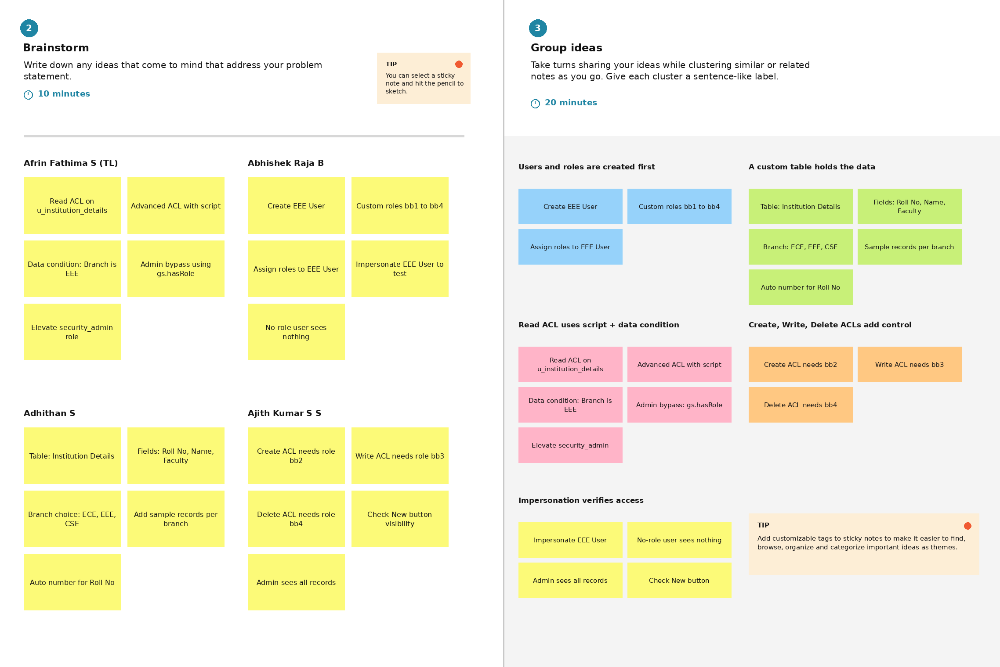 2
Brainstorm
Write down any ideas that come to mind that address your problem
statement.
10 minutes
TIP
You can select a sticky
note and hit the pencil to
sketch.
Afrin Fathima S (TL)
Read ACL on
u_institution_details
Advanced ACL with script
Data condition: Branch is
EEE
Admin bypass using
gs.hasRole
Elevate security_admin
role
Abhishek Raja B
Create EEE User
Custom roles bb1 to bb4
Assign roles to EEE User
Impersonate EEE User to
test
No-role user sees
nothing
Adhithan S
Table: Institution Details
Fields: Roll No, Name,
Faculty
Branch choice: ECE, EEE,
CSE
Add sample records per
branch
Auto number for Roll No
Ajith Kumar S S
Create ACL needs role
bb2
Write ACL needs role bb3
Delete ACL needs role
bb4
Check New button
visibility
Admin sees all records
3
Group ideas
Take turns sharing your ideas while clustering similar or related
notes as you go. Give each cluster a sentence-like label.
20 minutes
Users and roles are created first
Create EEE User
Custom roles bb1 to bb4
Assign roles to EEE User
A custom table holds the data
Table: Institution Details
Fields: Roll No, Name,
Faculty
Branch: ECE, EEE, CSE
Sample records per branch
Auto number for Roll No
Read ACL uses script + data condition
Read ACL on
u_institution_details
Advanced ACL with script
Data condition: Branch is
EEE
Admin bypass: gs.hasRole
Elevate security_admin
Create, Write, Delete ACLs add control
Create ACL needs bb2
Write ACL needs bb3
Delete ACL needs bb4
Impersonation verifies access
Impersonate EEE User
No-role user sees nothing
Admin sees all records
Check New button
TIP
Add customizable tags to sticky notes to make it easier to find,
browse, organize and categorize important ideas as themes.